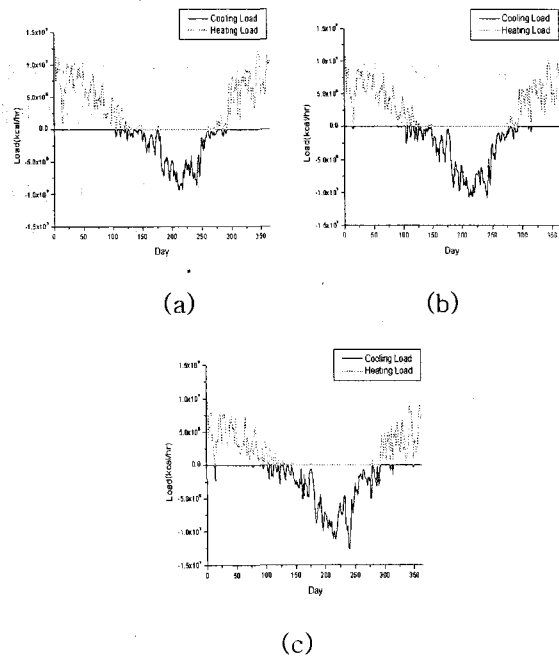 Cooling Load
Heating Load
1.5x10⁷
1.0x10⁷
5.0x10⁶
0.0
-5.0x10⁶
-1.0x10⁷
-1.5x10⁷
Load(kcal/hr)
0 50 100 150 200 250 300 350
Day
(a)
Cooling Load
Heating Load
1.5x10⁷
1.0x10⁷
5.0x10⁶
0.0
-5.0x10⁶
-1.0x10⁷
-1.5x10⁷
Load(kcal/hr)
0 50 100 150 200 250 300 350
Day
(b)
Cooling Load
Heating Load
1.0x10⁷
5.0x10⁶
0.0
-5.0x10⁶
-1.0x10⁷
-1.5x10⁷
Load(kcal/hr)
0 50 100 150 200 250 300 350
Day
(c)